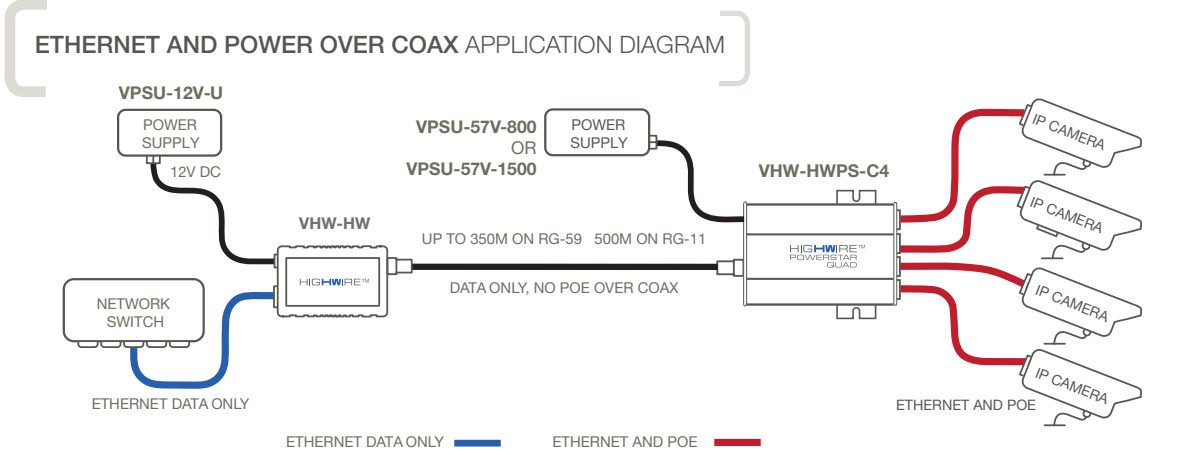 ETHERNET AND POWER OVER COAX APPLICATION DIAGRAM
VPSU-12V-U
POWER
SUPPLY
12V DC
VPSU-57V-800
OR
VPSU-57V-1500
POWER
SUPPLY
VHW-HWPS-C4
VHW-HW
HIGHWIRE™
UP TO 350M ON RG-59 500M ON RG-11
DATA ONLY, NO POE OVER COAX
HIGHWIRE™
POWERSTAR
QUAD
IP CAMERA
IP CAMERA
IP CAMERA
IP CAMERA
NETWORK
SWITCH
ETHERNET DATA ONLY
ETHERNET AND POE
ETHERNET DATA ONLY
ETHERNET AND POE